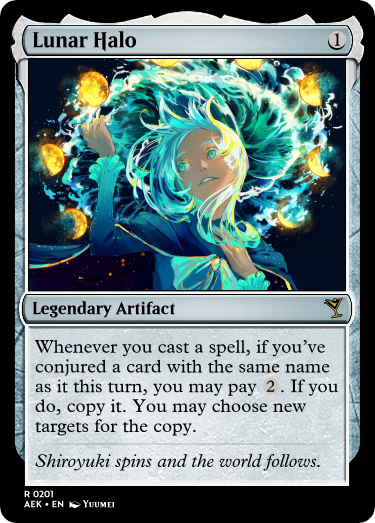 Lunar Halo
1
Legendary Artifact
Whenever you cast a spell, if you've
conjured a card with the same name
as it this turn, you may pay 2. If you
do, copy it. You may choose new
targets for the copy.
Shiroyuki spins and the world follows.
R 0201
AEK • EN Yuumei